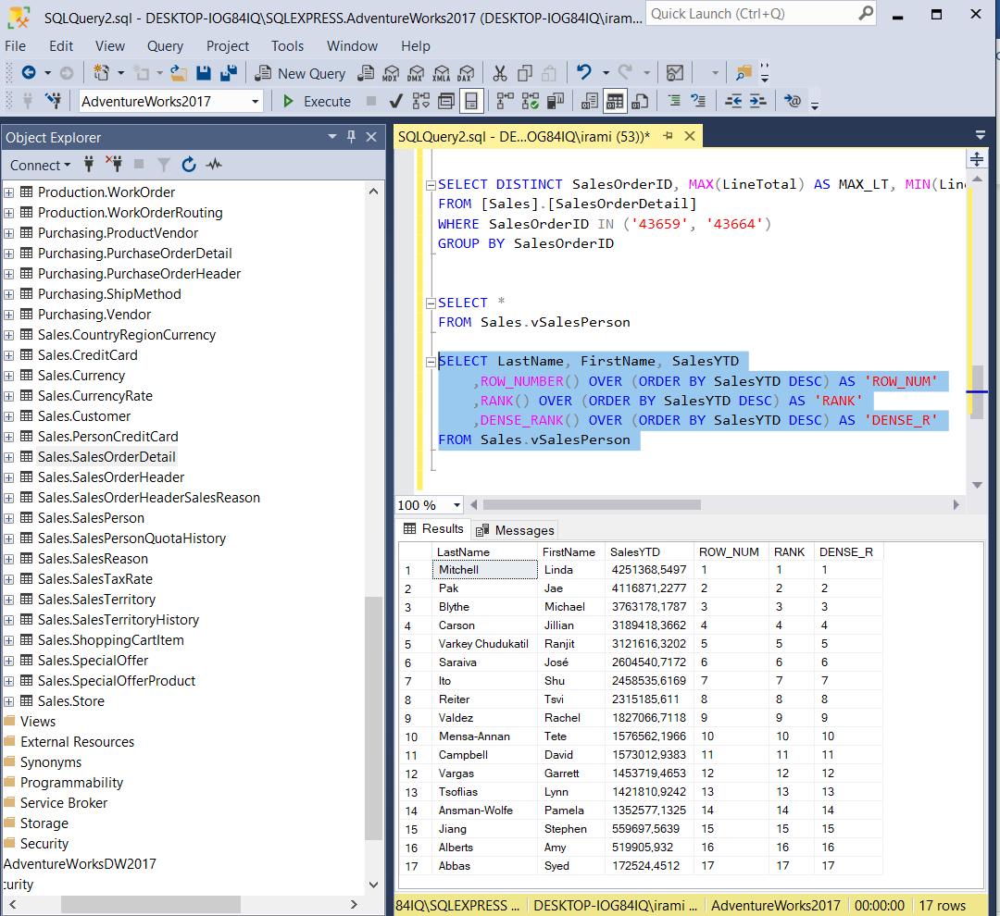 SQLQuery2.sql - DESKTOP-IOG84IQ\SQLEXPRESS.AdventureWorks2017 (DESKTOP-IOG84IQ\iram...
Quick Launch (Ctrl+Q)
File Edit View Query Project Tools Window Help
New Query MDX DMX XMLA DAX
AdventureWorks2017 Execute
Object Explorer
Connect
Production.WorkOrder
Production.WorkOrderRouting
Purchasing.ProductVendor
Purchasing.PurchaseOrderDetail
Purchasing.PurchaseOrderHeader
Purchasing.ShipMethod
Purchasing.Vendor
Sales.CountryRegionCurrency
Sales.CreditCard
Sales.Currency
Sales.CurrencyRate
Sales.Customer
Sales.PersonCreditCard
Sales.SalesOrderDetail
Sales.SalesOrderHeader
Sales.SalesOrderHeaderSalesReason
Sales.SalesPerson
Sales.SalesPersonQuotaHistory
Sales.SalesReason
Sales.SalesTaxRate
Sales.SalesTerritory
Sales.SalesTerritoryHistory
Sales.ShoppingCartItem
Sales.SpecialOffer
Sales.SpecialOfferProduct
Sales.Store
Views
External Resources
Synonyms
Programmability
Service Broker
Storage
Security
AdventureWorksDW2017
curity
SQLQuery2.sql - DE...OG84IQ\irami (53))*
SELECT DISTINCT SalesOrderID, MAX(LineTotal) AS MAX_LT, MIN(Line
FROM [Sales].[SalesOrderDetail]
WHERE SalesOrderID IN ('43659', '43664')
GROUP BY SalesOrderID
SELECT *
FROM Sales.vSalesPerson
SELECT LastName, FirstName, SalesYTD
,ROW_NUMBER() OVER (ORDER BY SalesYTD DESC) AS 'ROW_NUM'
,RANK() OVER (ORDER BY SalesYTD DESC) AS 'RANK'
,DENSE_RANK() OVER (ORDER BY SalesYTD DESC) AS 'DENSE_R'
FROM Sales.vSalesPerson
100 %
Results Messages
LastName FirstName SalesYTD ROW_NUM RANK DENSE_R
1 Mitchell Linda 4251368,5497 1 1 1
2 Pak Jae 4116871,2277 2 2 2
3 Blythe Michael 3763178,1787 3 3 3
4 Carson Jillian 3189418,3662 4 4 4
5 Varkey Chudukatil Ranjit 3121616,3202 5 5 5
6 Saraiva José 2604540,7172 6 6 6
7 Ito Shu 2458535,6169 7 7 7
8 Reiter Tsvi 2315185,611 8 8 8
9 Valdez Rachel 1827066,7118 9 9 9
10 Mensa-Annan Tete 1576562,1966 10 10 10
11 Campbell David 1573012,9383 11 11 11
12 Vargas Garrett 1453719,4653 12 12 12
13 Tsoflias Lynn 1421810,9242 13 13 13
14 Ansman-Wolfe Pamela 1352577,1325 14 14 14
15 Jiang Stephen 559697,5639 15 15 15
16 Alberts Amy 519905,932 16 16 16
17 Abbas Syed 172524,4512 17 17 17
84IQ\SQLEXPRESS ... DESKTOP-IOG84IQ\irami ... AdventureWorks2017 00:00:00 17 rows